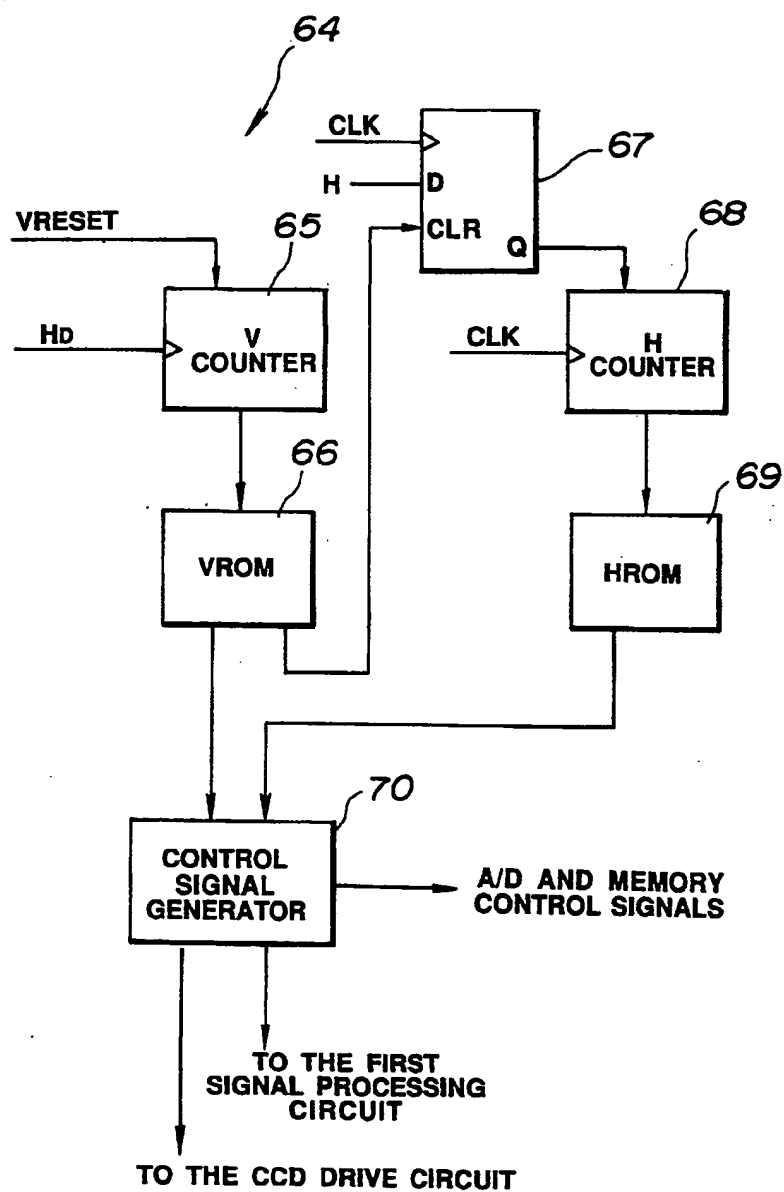 64
CLK
67
H
D
VRESET
65
CLR
68
Q
HD
V
COUNTER
CLK
H
COUNTER
66
69
VROM
HROM
70
CONTROL
SIGNAL
GENERATOR
A/D AND MEMORY
CONTROL SIGNALS
TO THE FIRST
SIGNAL PROCESSING
CIRCUIT
TO THE CCD DRIVE CIRCUIT